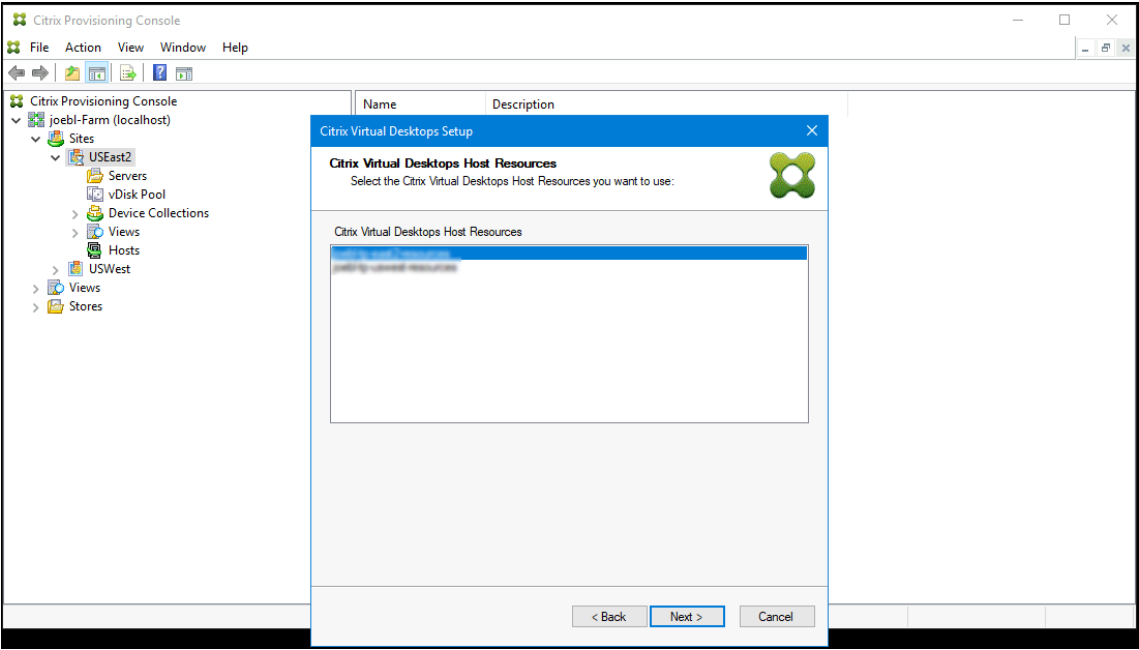 Citrix Provisioning Console
File Action View Window Help
Citrix Provisioning Console
joebl-Farm (localhost)
Sites
USEast2
Servers
vDisk Pool
Device Collections
Views
Hosts
USWest
Views
Stores
Name Description
Citrix Virtual Desktops Setup
Citrix Virtual Desktops Host Resources
Select the Citrix Virtual Desktops Host Resources you want to use:
Citrix Virtual Desktops Host Resources
< Back Next > Cancel